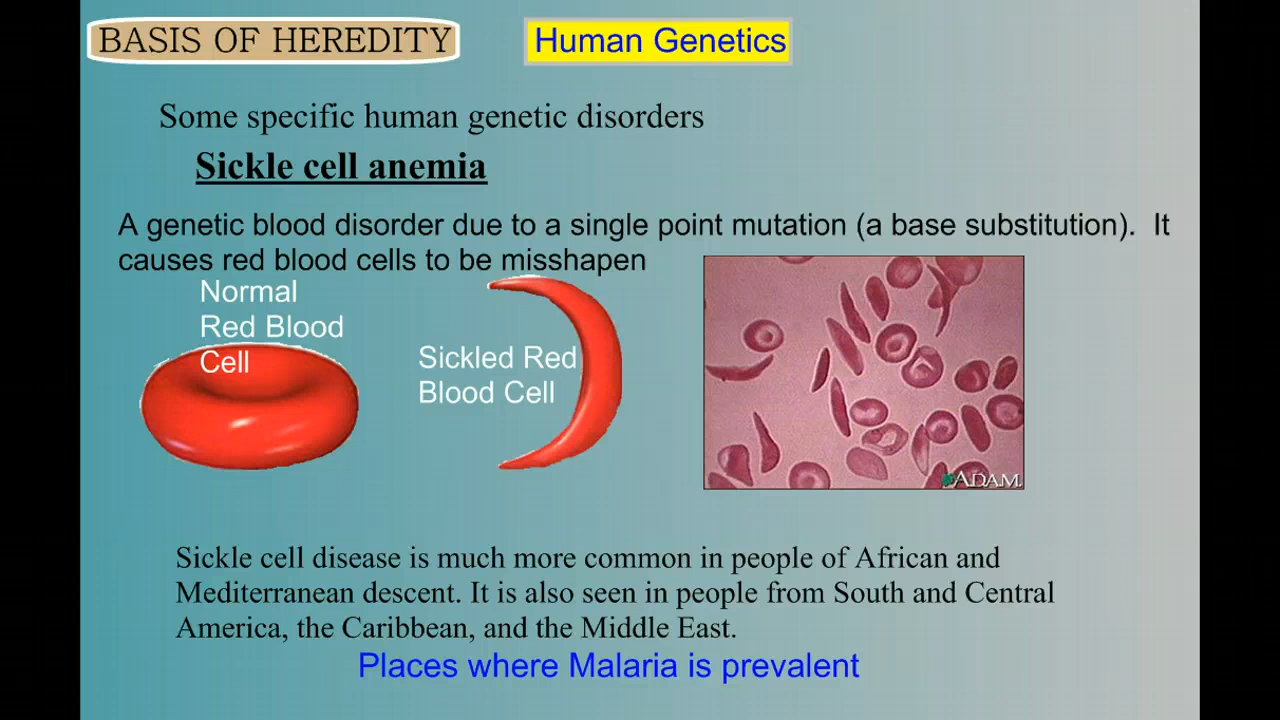 BASIS OF HEREDITY
Human Genetics
Some specific human genetic disorders
Sickle cell anemia
A genetic blood disorder due to a single point mutation (a base substitution).  It
causes red blood cells to be misshapen
Normal
Red Blood
Cell
Sickled Red
Blood Cell
ADAM.
Sickle cell disease is much more common in people of African and
Mediterranean descent. It is also seen in people from South and Central
America, the Caribbean, and the Middle East.
Places where Malaria is prevalent